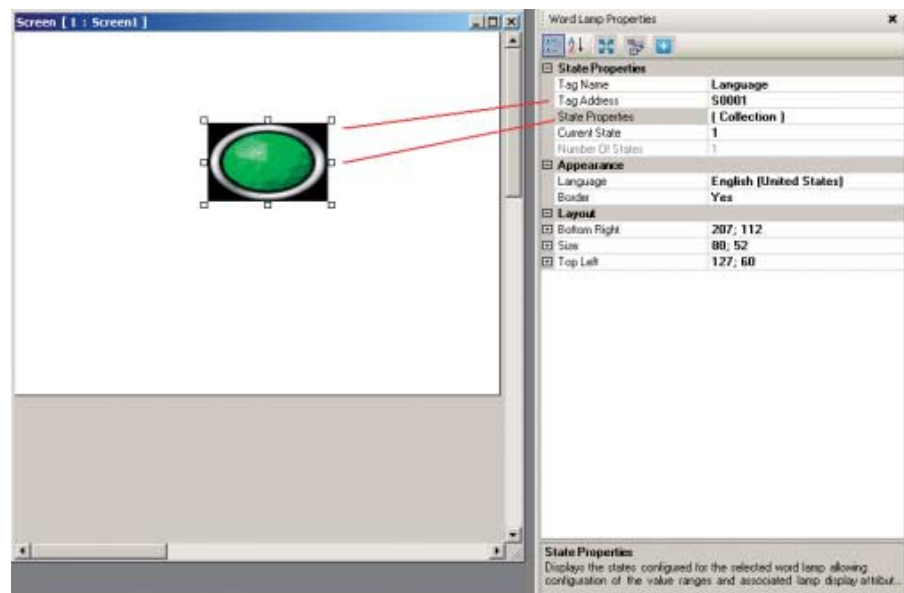 Screen [ 1 : Screen1 ]
Word Lamp Properties
State Properties
Tag Name Language
Tag Address S0001
State Properties ( Collection )
Current State 1
Number Of States 1
Appearance
Language English (United States)
Border Yes
Layout
Bottom Right 207; 112
Size 80; 52
Top Left 127; 60
State Properties
Displays the states configured for the selected word lamp allowing
configuration of the value ranges and associated lamp display attribut...